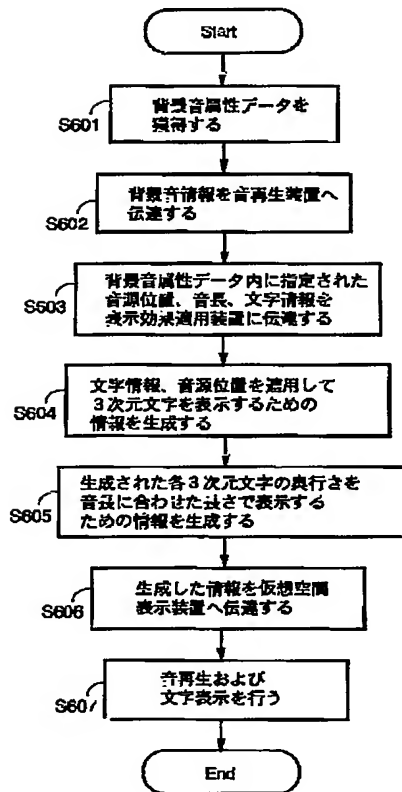 Start
S601
背景音属性データを
獲得する
S602
背景音情報を音再生装置へ
伝達する
S603
背景音属性データ内に指定された
音源位置、音長、文字情報を
表示効果適用装置に伝達する
S604
文字情報、音源位置を適用して
3次元文字を表示するための
情報を生成する
S605
生成された各3次元文字の奥行きを
音長に合わせた長さで表示する
ための情報を生成する
S606
生成した情報を仮想空間
表示装置へ伝達する
S607
音再生および
文字表示を行う
End